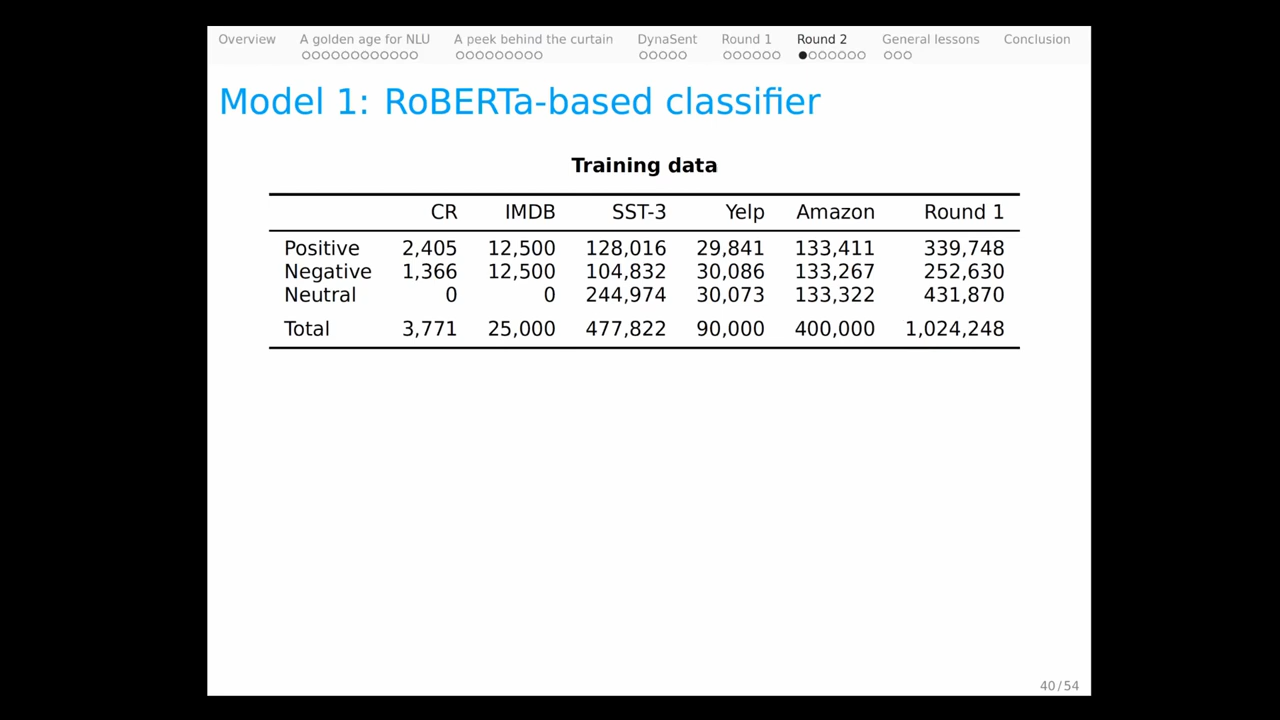 Overview A golden age for NLU A peek behind the curtain DynaSent Round 1 Round 2 General lessons Conclusion
Model 1: RoBERTa-based classifier
Training data
CR IMDB SST-3 Yelp Amazon Round 1
Positive 2,405 12,500 128,016 29,841 133,411 339,748
Negative 1,366 12,500 104,832 30,086 133,267 252,630
Neutral 0 0 244,974 30,073 133,322 431,870
Total 3,771 25,000 477,822 90,000 400,000 1,024,248
40/54